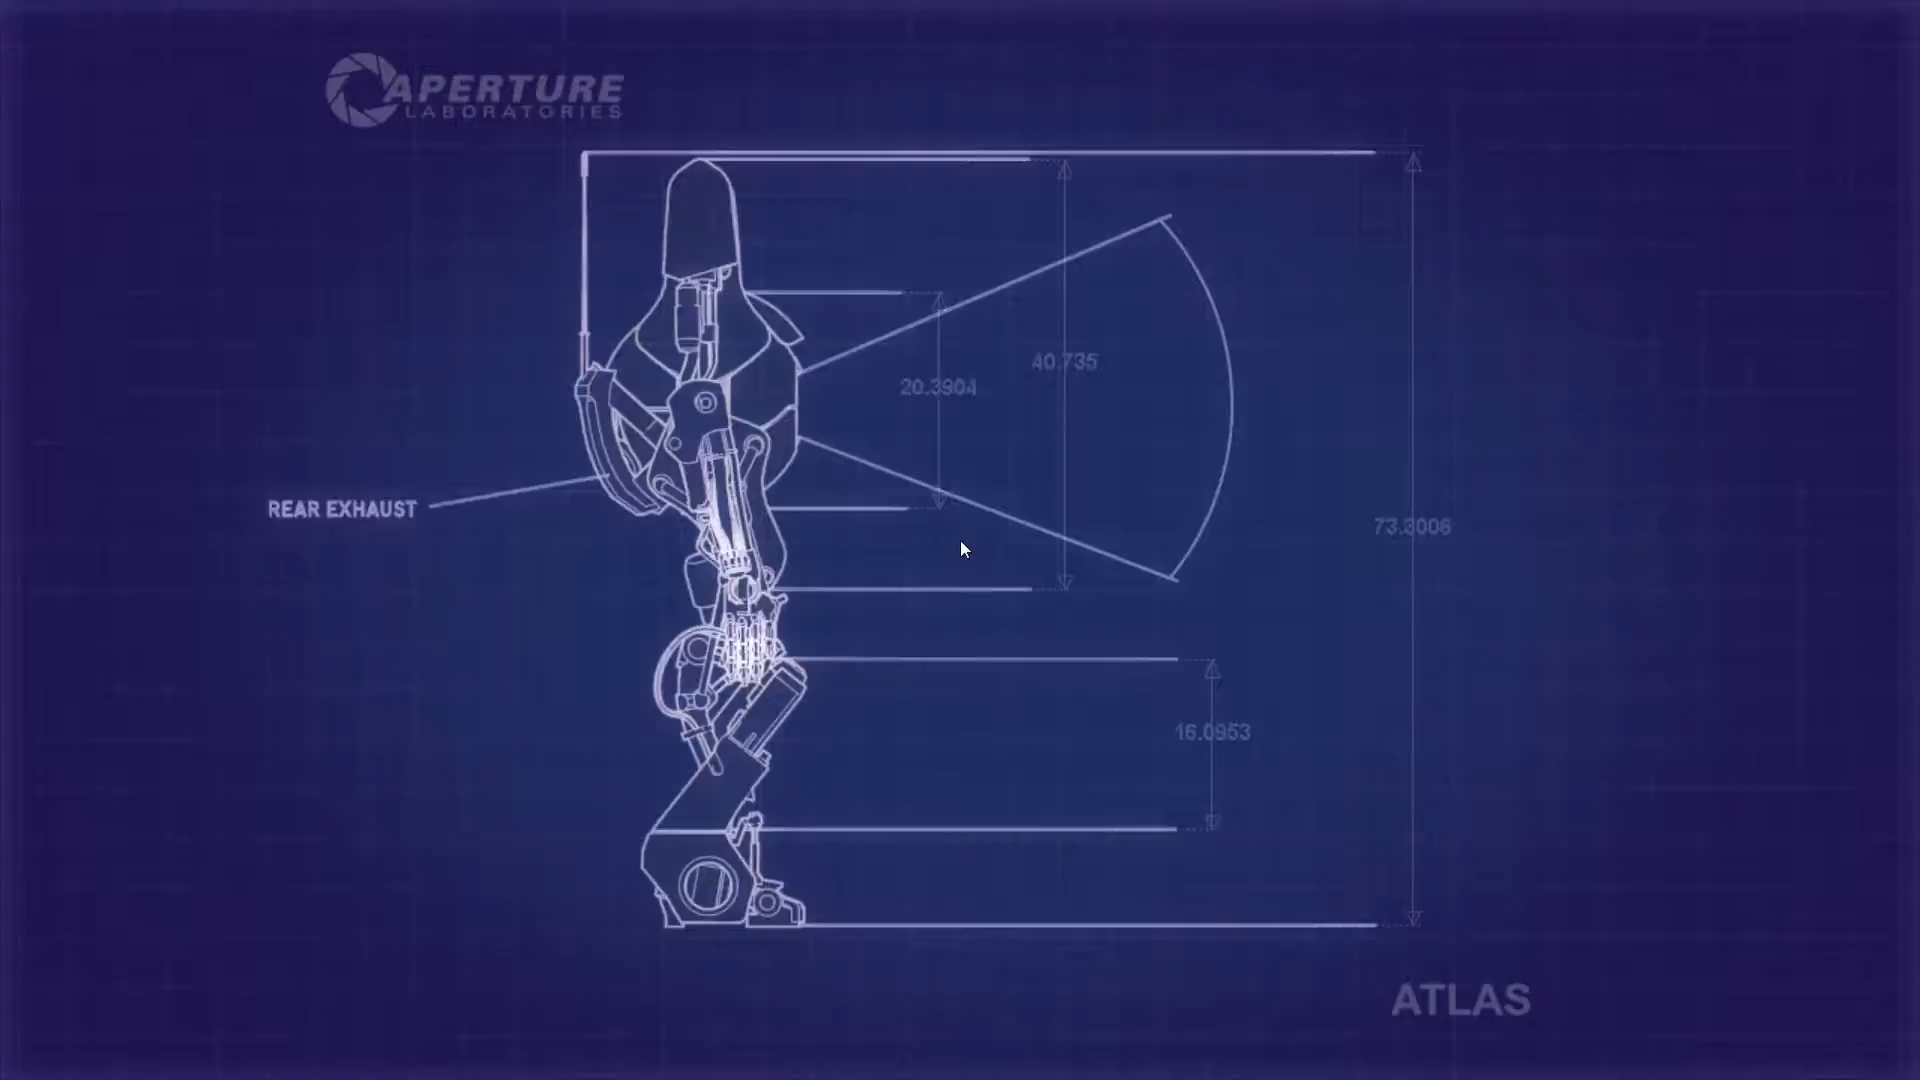 APERTURE
LABORATORIES
40.735
20.3904
REAR EXHAUST
73.3006
16.0953
ATLAS